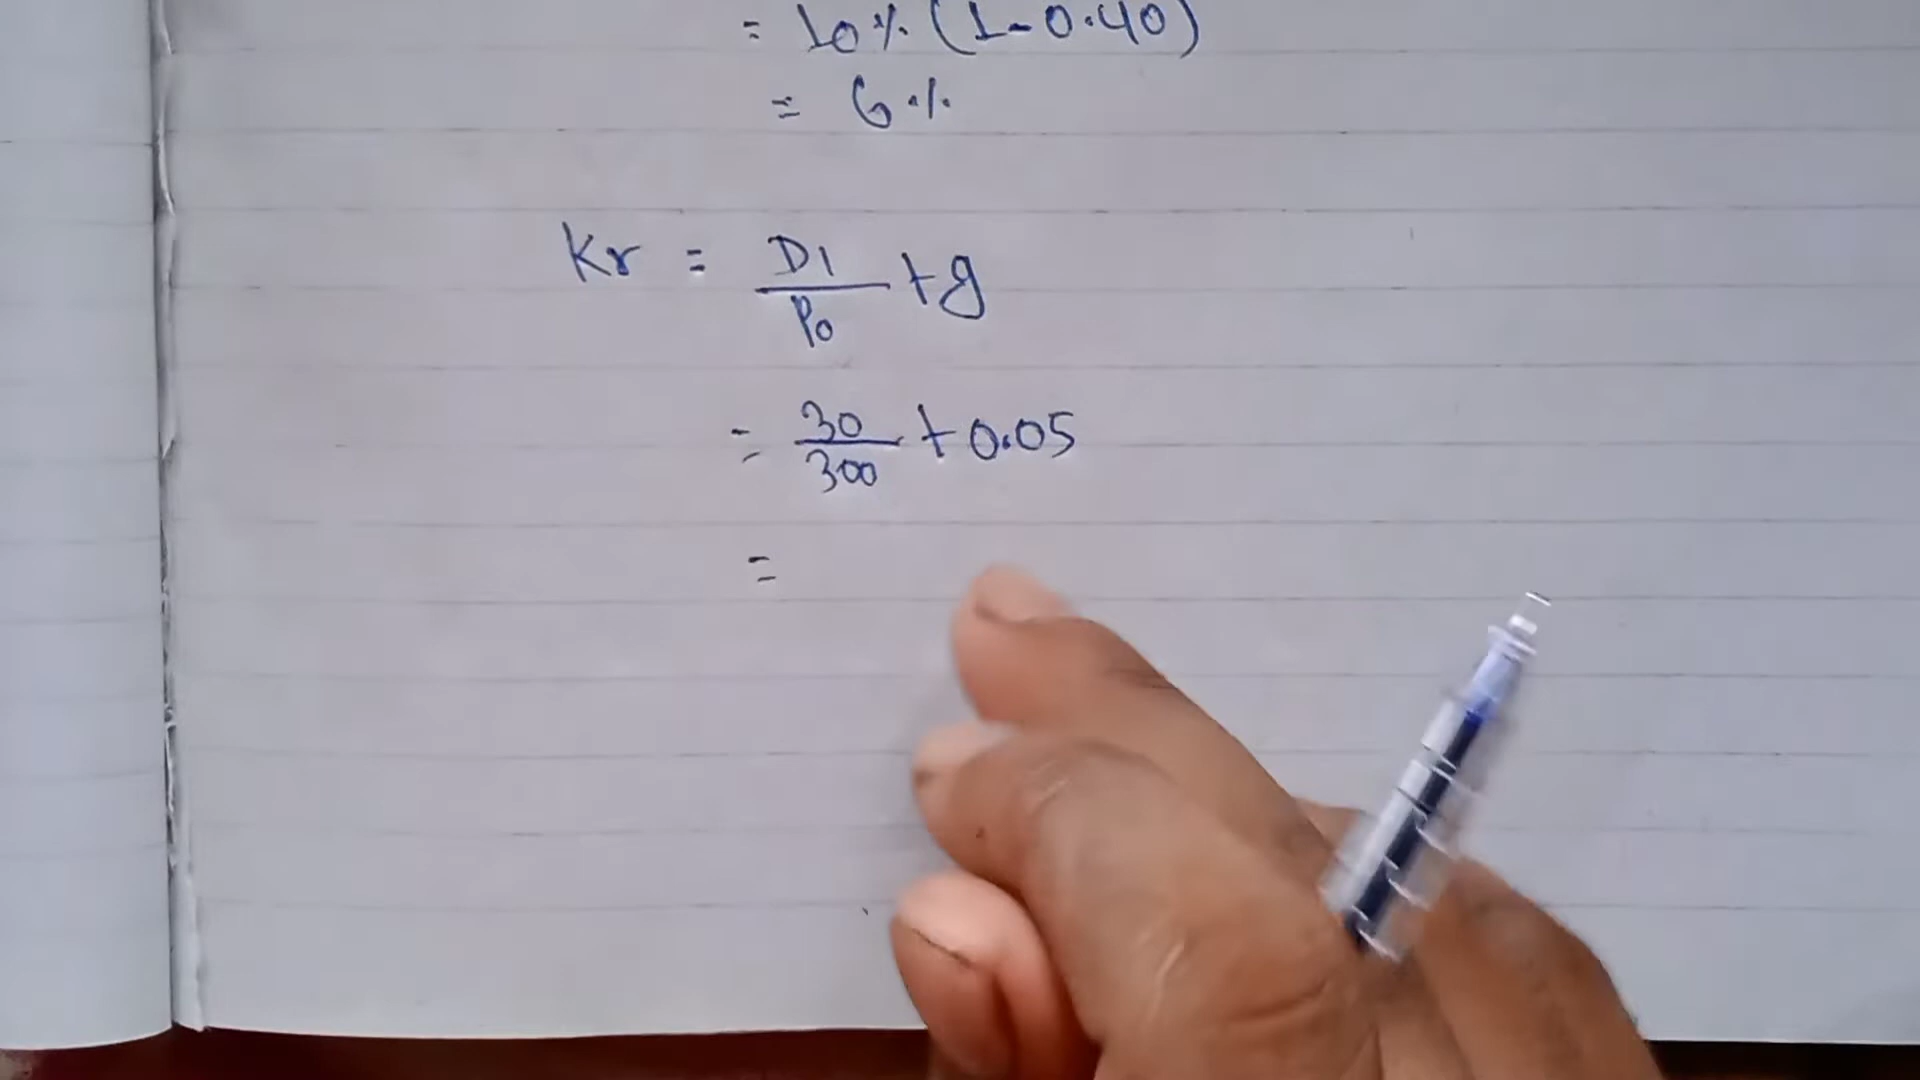 = 10% (1-0.40)
= 6%
Kr = D1/P0 + g
= 30/300 + 0.05
=